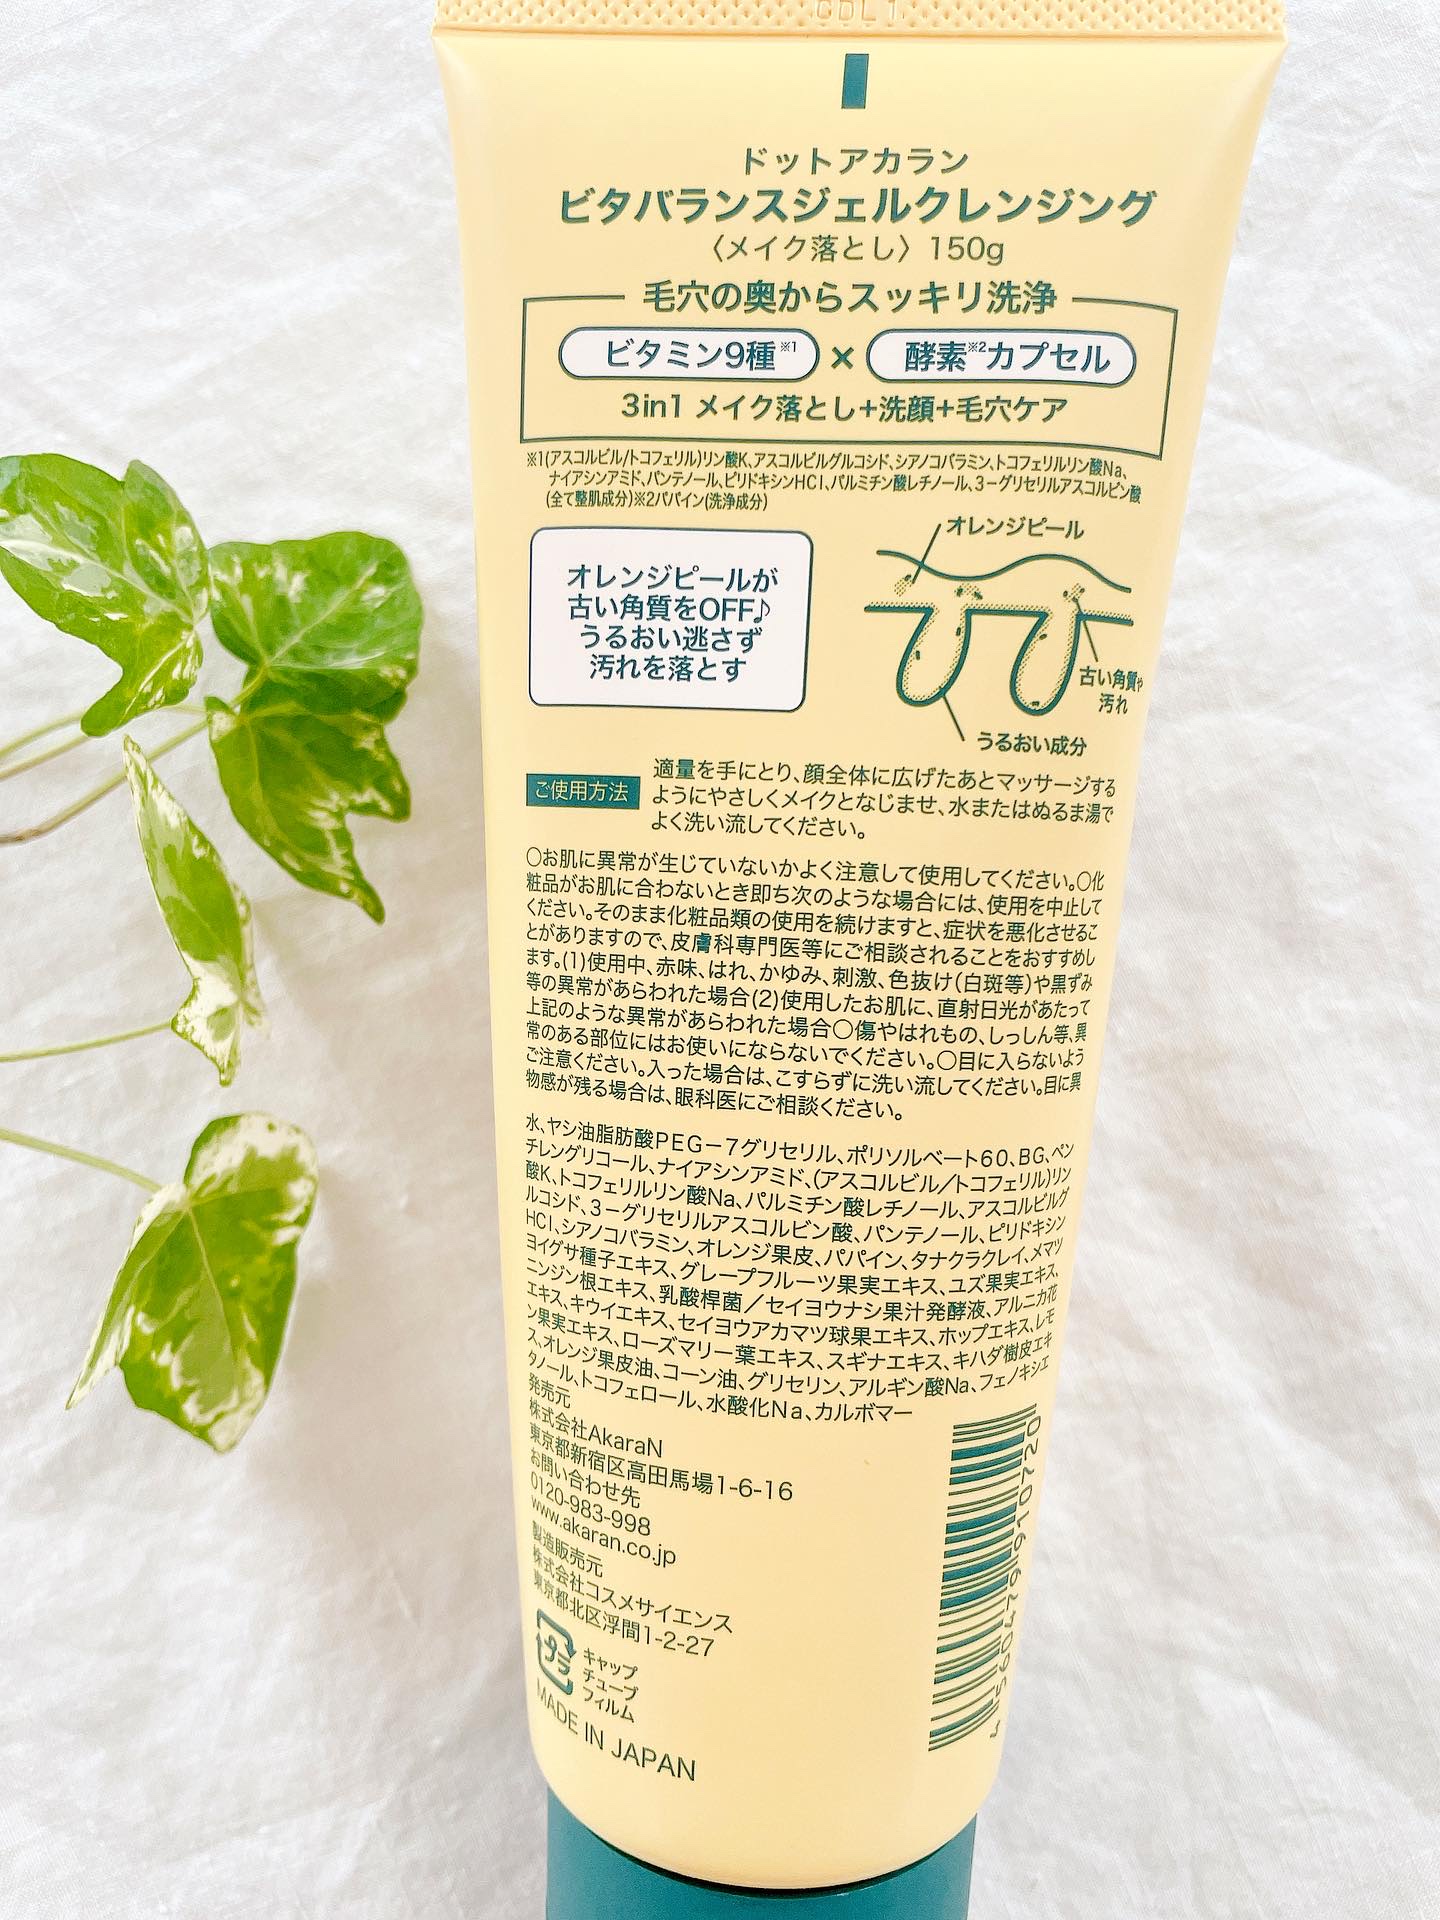 CDL1
ドットアカラン
ビタバランスジェルクレンジング
〈メイク落とし〉150g
毛穴の奥からスッキリ洗浄
ビタミン9種※1 × 酵素※2カプセル
3in1 メイク落とし+洗顔+毛穴ケア
※1(アスコルビル/トコフェリル)リン酸K、アスコルビルグルコシド、シアノコバラミン、トコフェリルリン酸Na、
ナイアシンアミド、パンテノール、ピリドキシンHCl、パルミチン酸レチノール、3-グリセリルアスコルビン酸
(全て整肌成分)※2パパイン(洗浄成分)
オレンジピールが
古い角質をOFF♪
うるおい逃さず
汚れを落とす
オレンジピール
古い角質や
汚れ
うるおい成分
ご使用方法
適量を手にとり、顔全体に広げたあとマッサージする
ようにやさしくメイクとなじませ、水またはぬるま湯で
よく洗い流してください。
〇お肌に異常が生じていないかよく注意して使用してください。〇化
粧品がお肌に合わないとき即ち次のような場合には、使用を中止して
ください。そのまま化粧品類の使用を続けますと、症状を悪化させるこ
とがありますので、皮膚科専門医等にご相談されることをおすすめし
ます。(1)使用中、赤味、はれ、かゆみ、刺激、色抜け(白斑等)や黒ずみ
等の異常があらわれた場合(2)使用したお肌に、直射日光があたって
上記のような異常があらわれた場合〇傷やはれもの、しっしん等、異
常のある部位にはお使いにならないでください。〇目に入らないよう
ご注意ください。入った場合は、こすらずに洗い流してください。目に異
物感が残る場合は、眼科医にご相談ください。
水、ヤシ油脂肪酸PEG-7グリセリル、ポリソルベート60、BG、ペン
チレングリコール、ナイアシンアミド、(アスコルビル/トコフェリル)リン
酸K、トコフェリルリン酸Na、パルミチン酸レチノール、アスコルビルグ
ルコシド、3-グリセリルアスコルビン酸、パンテノール、ピリドキシン
HCl、シアノコバラミン、オレンジ果皮、パパイン、タナクラクレイ、メマツ
ヨイグサ種子エキス、グレープフルーツ果実エキス、ユズ果実エキス、
ニンジン根エキス、乳酸桿菌/セイヨウナシ果汁発酵液、アルニカ花
エキス、キウイエキス、セイヨウアカマツ球果エキス、ホップエキス、レモ
ン果実エキス、ローズマリー葉エキス、スギナエキス、キハダ樹皮エキ
ス、オレンジ果皮油、コーン油、グリセリン、アルギン酸Na、フェノキシエ
タノール、トコフェロール、水酸化Na、カルボマー
発売元
株式会社AkaraN
東京都新宿区高田馬場1-6-16
お問い合わせ先
0120-983-998
www.akaran.co.jp
製造販売元
株式会社コスメサイエンス
東京都北区浮間1-2-27
プラ
キャップ
チューブ
フィルム
MADE IN JAPAN
4 560479 910720